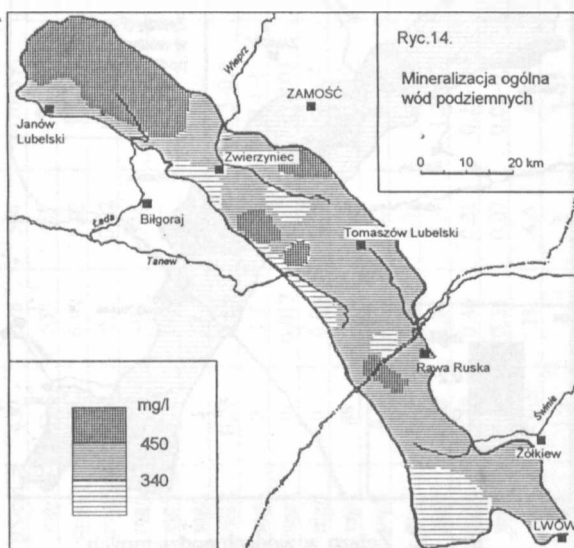 Ryc.14.
Mineralizacja ogólna
wód podziemnych
0 10 20 km
Wieprz
ZAMOŚĆ
Janów
Lubelski
Zwierzyniec
Łada
Biłgoraj
Tanew
Tomaszów Lubelski
Rawa Ruska
Świnie
Żółkiew
LWÓW
mg/l
450
340